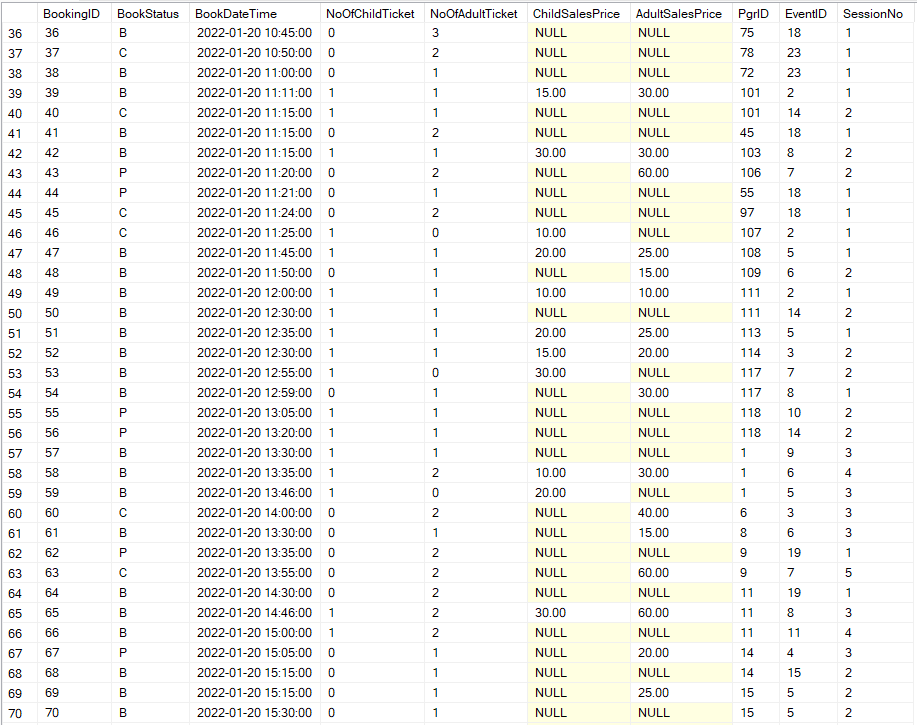 BookingID BookStatus BookDateTime NoOfChildTicket NoOfAdultTicket ChildSalesPrice AdultSalesPrice PgrID EventID SessionNo
36 36 B 2022-01-20 10:45:00 0 3 NULL NULL 75 18 1
37 37 C 2022-01-20 10:50:00 0 2 NULL NULL 78 23 1
38 38 B 2022-01-20 11:00:00 0 1 NULL NULL 72 23 1
39 39 B 2022-01-20 11:11:00 1 1 15.00 30.00 101 2 1
40 40 C 2022-01-20 11:15:00 1 1 NULL NULL 101 14 2
41 41 B 2022-01-20 11:15:00 0 2 NULL NULL 45 18 1
42 42 B 2022-01-20 11:15:00 1 1 30.00 30.00 103 8 2
43 43 P 2022-01-20 11:20:00 0 2 NULL 60.00 106 7 2
44 44 P 2022-01-20 11:21:00 0 1 NULL NULL 55 18 1
45 45 C 2022-01-20 11:24:00 0 2 NULL NULL 97 18 1
46 46 C 2022-01-20 11:25:00 1 0 10.00 NULL 107 2 1
47 47 B 2022-01-20 11:45:00 1 1 20.00 25.00 108 5 1
48 48 B 2022-01-20 11:50:00 0 1 NULL 15.00 109 6 2
49 49 B 2022-01-20 12:00:00 1 1 10.00 10.00 111 2 1
50 50 B 2022-01-20 12:30:00 1 1 NULL NULL 111 14 2
51 51 B 2022-01-20 12:35:00 1 1 20.00 25.00 113 5 1
52 52 B 2022-01-20 12:30:00 1 1 15.00 20.00 114 3 2
53 53 B 2022-01-20 12:55:00 1 0 30.00 NULL 117 7 2
54 54 B 2022-01-20 12:59:00 0 1 NULL 30.00 117 8 1
55 55 P 2022-01-20 13:05:00 1 1 NULL NULL 118 10 2
56 56 P 2022-01-20 13:20:00 1 1 NULL NULL 118 14 2
57 57 B 2022-01-20 13:30:00 1 1 NULL NULL 1 9 3
58 58 B 2022-01-20 13:35:00 1 2 10.00 30.00 1 6 4
59 59 B 2022-01-20 13:46:00 1 0 20.00 NULL 1 5 3
60 60 C 2022-01-20 14:00:00 0 2 NULL 40.00 6 3 3
61 61 B 2022-01-20 13:30:00 0 1 NULL 15.00 8 6 3
62 62 P 2022-01-20 13:35:00 0 2 NULL NULL 9 19 1
63 63 C 2022-01-20 13:55:00 0 2 NULL 60.00 9 7 5
64 64 B 2022-01-20 14:30:00 0 2 NULL NULL 11 19 1
65 65 B 2022-01-20 14:46:00 1 2 30.00 60.00 11 8 3
66 66 B 2022-01-20 15:00:00 1 2 NULL NULL 11 11 4
67 67 P 2022-01-20 15:05:00 0 1 NULL 20.00 14 4 3
68 68 B 2022-01-20 15:15:00 0 1 NULL NULL 14 15 2
69 69 B 2022-01-20 15:15:00 0 1 NULL 25.00 15 5 2
70 70 B 2022-01-20 15:30:00 0 1 NULL NULL 15 5 2